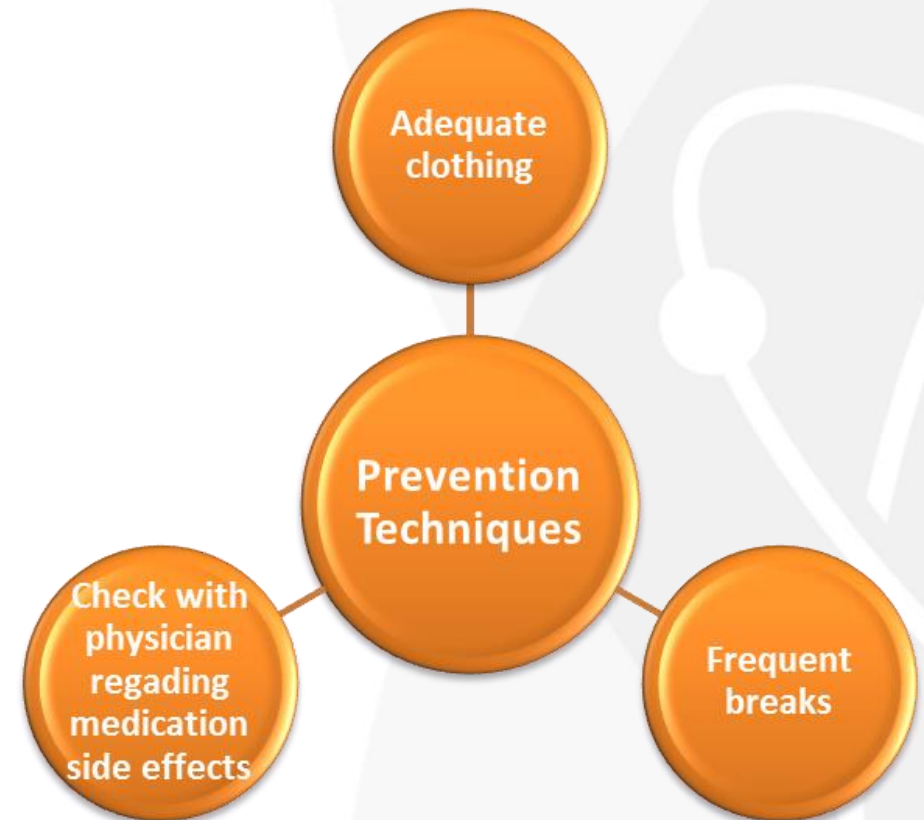 Adequate
clothing
Prevention
Techniques
Check with
physician
regading
medication
side effects
Frequent
breaks